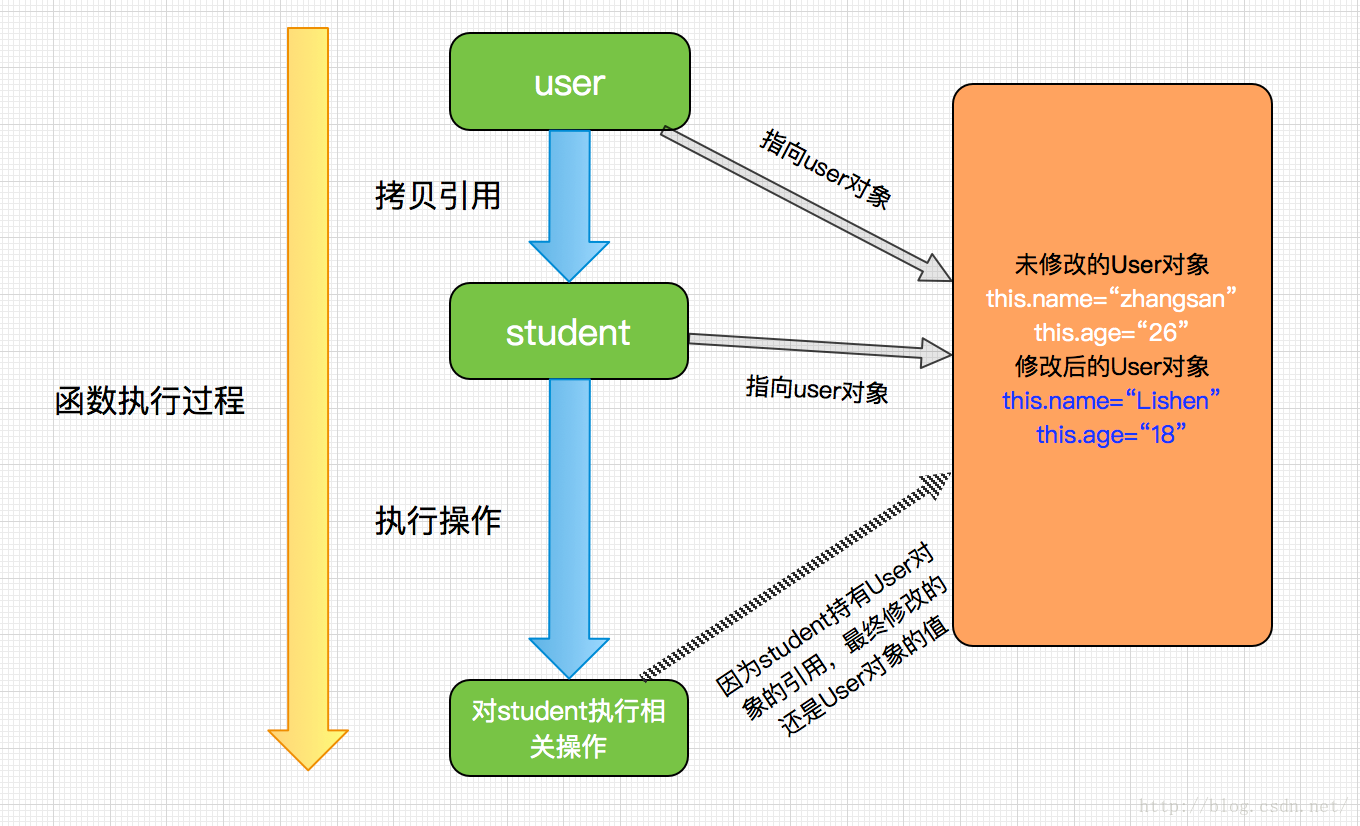 user
指向user对象
拷贝引用
student
指向user对象
未修改的User对象
this.name=“zhangsan”
this.age=“26”
修改后的User对象
this.name=“Lishen”
this.age=“18”
函数执行过程
执行操作
因为student持有User对
象的引用，最终修改的
还是User对象的值
对student执行相
关操作
http://blog.csdn.net/